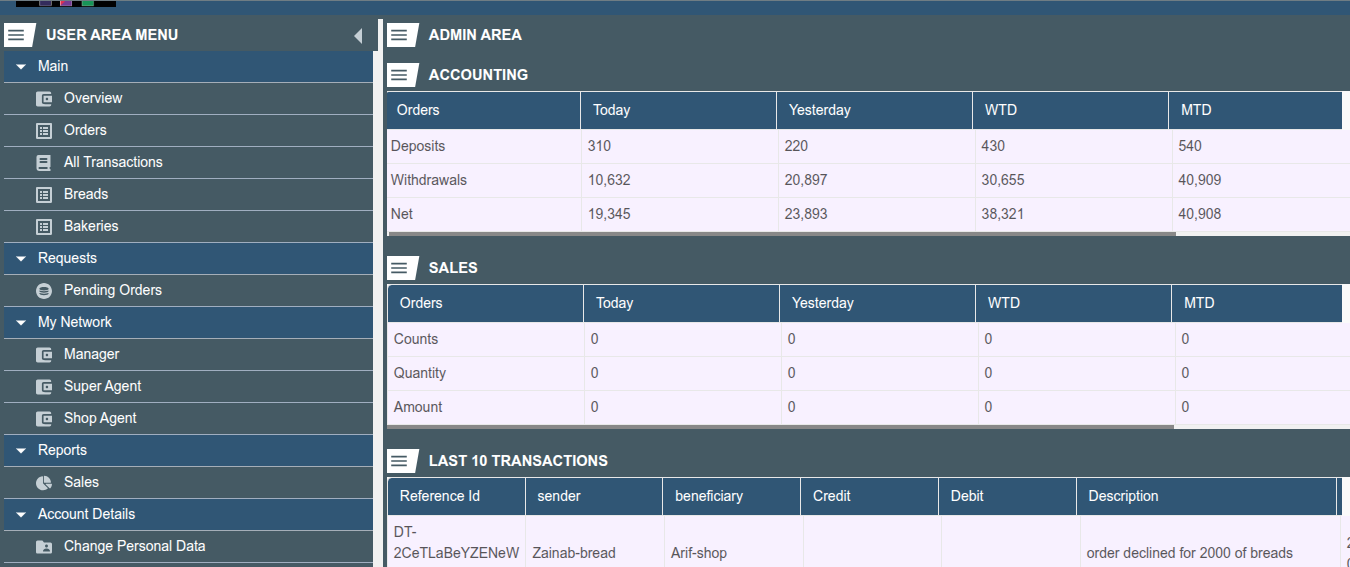 USER AREA MENU
Main
Overview
Orders
All Transactions
Breads
Bakeries
Requests
Pending Orders
My Network
Manager
Super Agent
Shop Agent
Reports
Sales
Account Details
Change Personal Data
ADMIN AREA
ACCOUNTING
Orders Today Yesterday WTD MTD
Deposits 310 220 430 540
Withdrawals 10,632 20,897 30,655 40,909
Net 19,345 23,893 38,321 40,908
SALES
Orders Today Yesterday WTD MTD
Counts 0 0 0 0
Quantity 0 0 0 0
Amount 0 0 0 0
LAST 10 TRANSACTIONS
Reference Id sender beneficiary Credit Debit Description
DT-
2CeTLaBeYZENeW Zainab-bread Arif-shop order declined for 2000 of breads